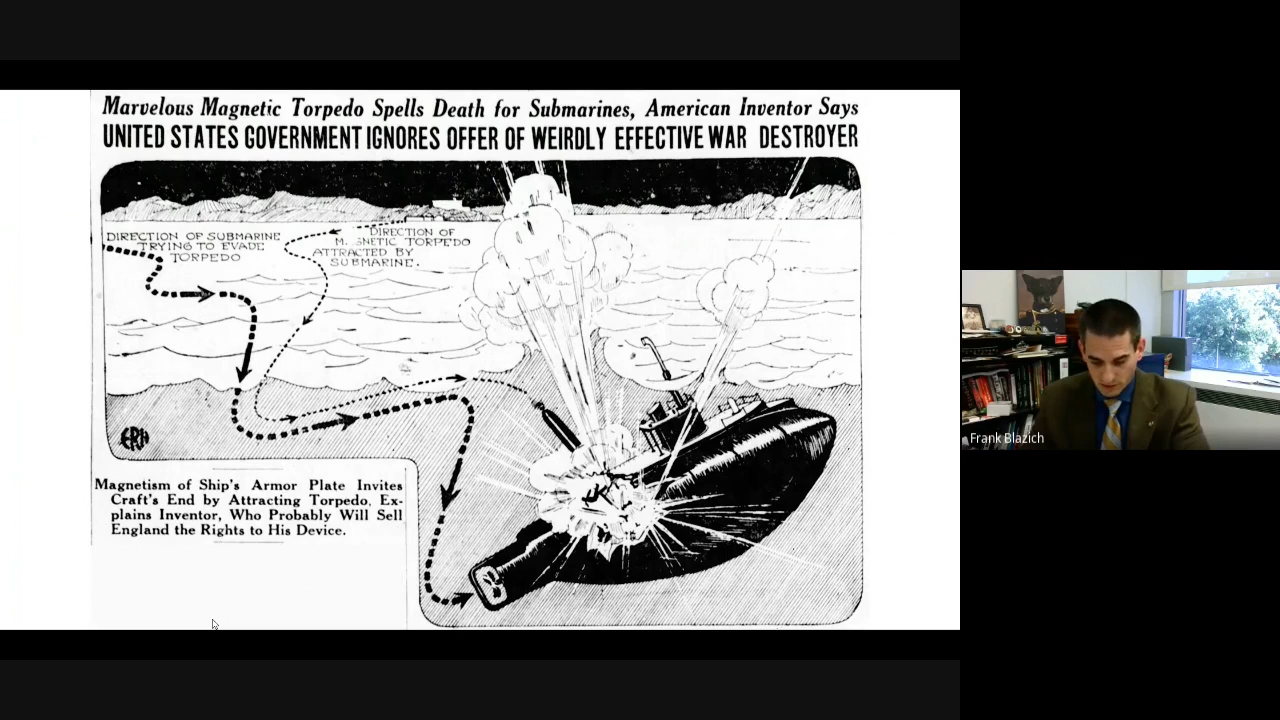 Marvelous Magnetic Torpedo Spells Death for Submarines, American Inventor Says
UNITED STATES GOVERNMENT IGNORES OFFER OF WEIRDLY EFFECTIVE WAR DESTROYER
DIRECTION OF SUBMARINE
TRYING TO EVADE
TORPEDO
DIRECTION OF
M. GNETIC TORPEDO
ATTRACTED BY
SUBMARINE.
ERH
Magnetism of Ship's Armor Plate Invites
Craft's End by Attracting Torpedo, Ex-
plains Inventor, Who Probably Will Sell
England the Rights to His Device.
Frank Blazich